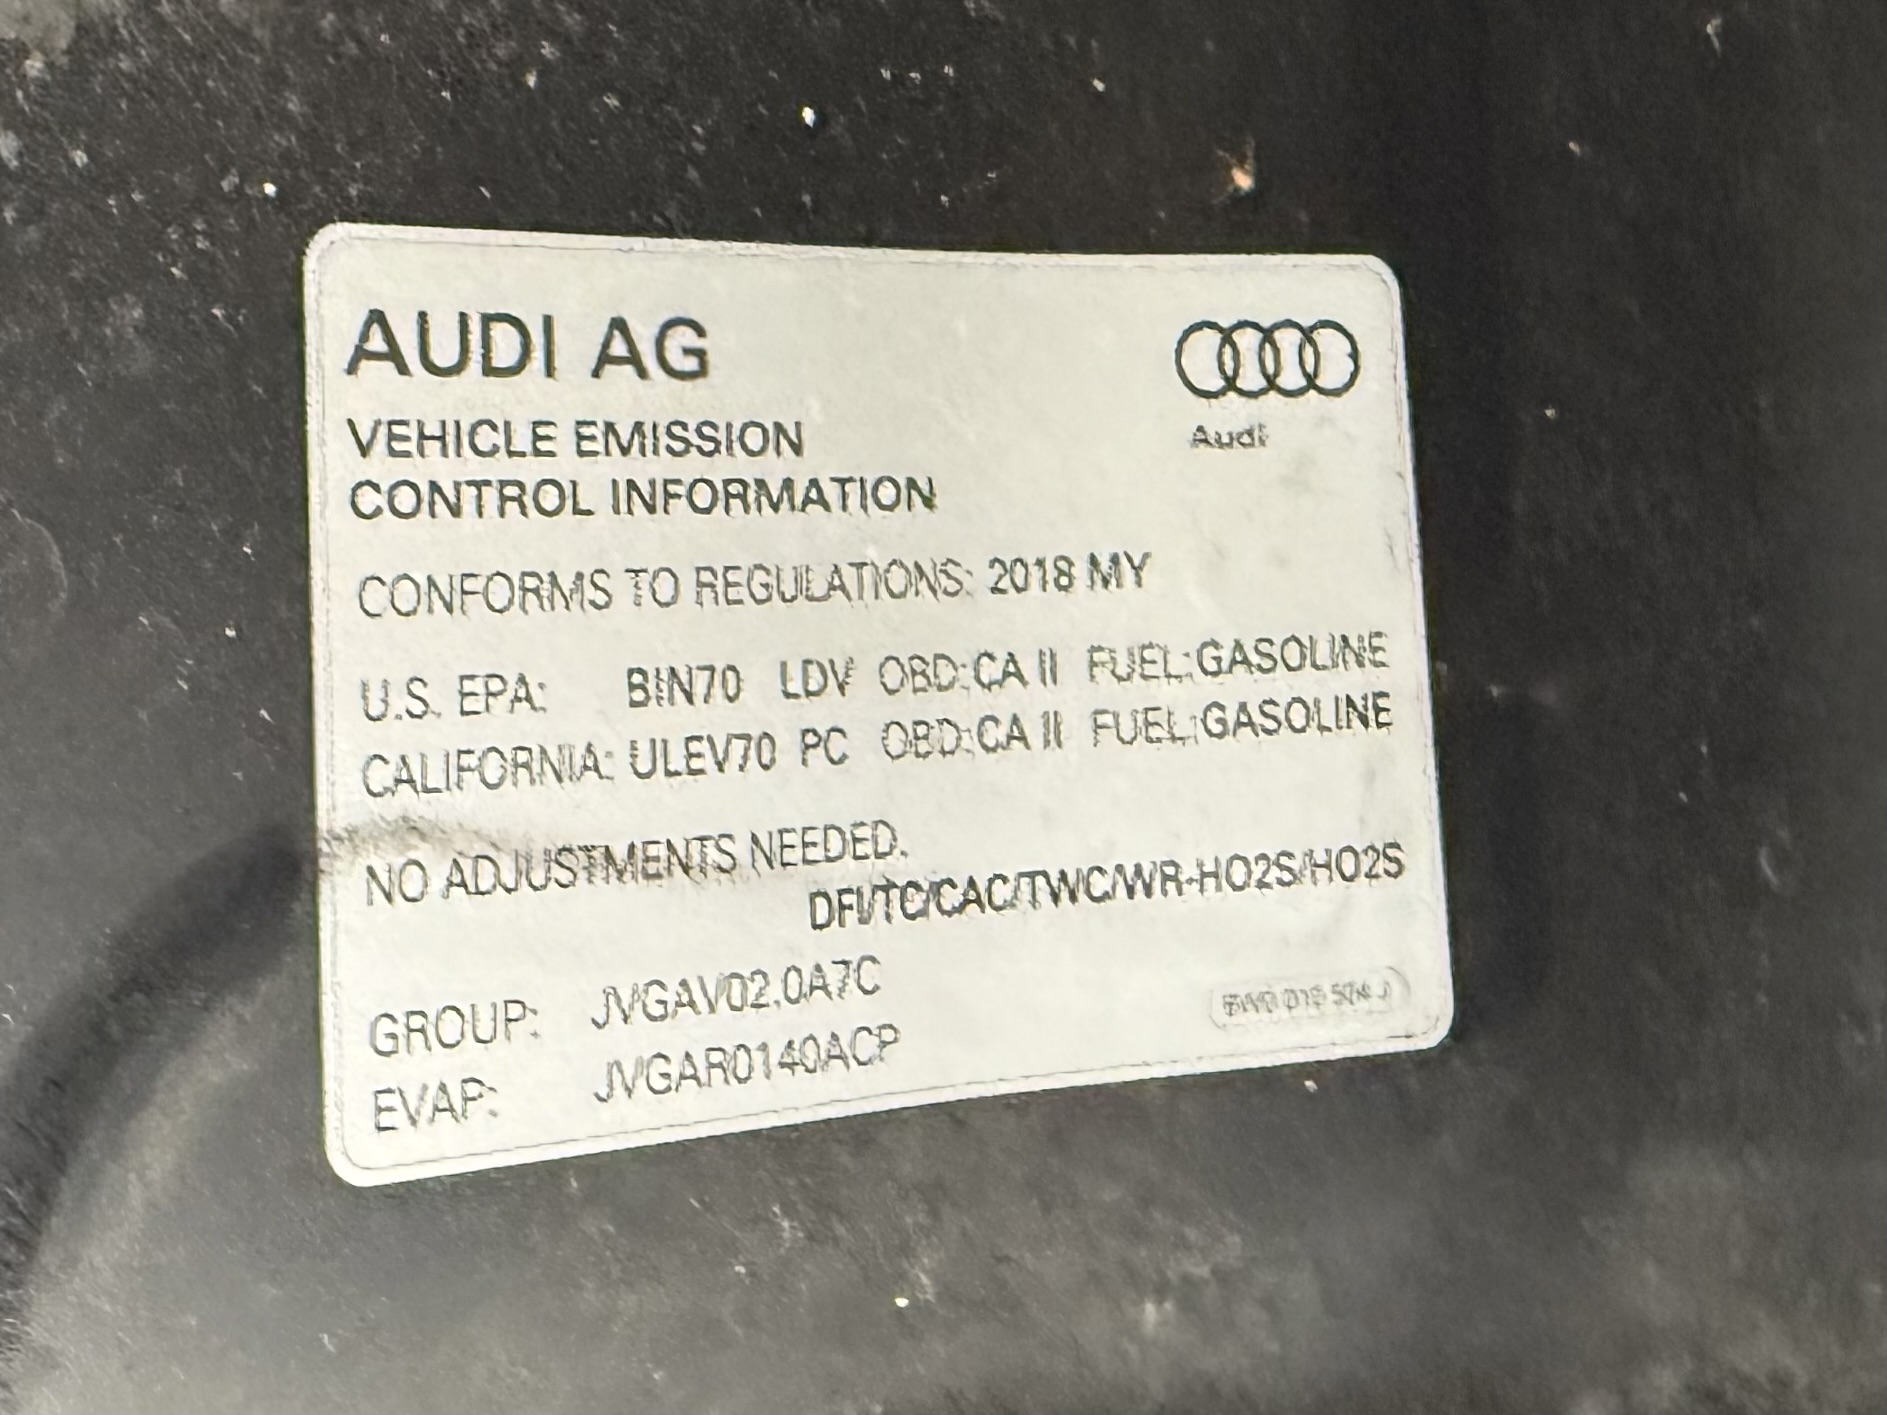 AUDI AG
Audi
VEHICLE EMISSION
CONTROL INFORMATION
CONFORMS TO REGULATIONS: 2018 MY
U.S. EPA: BIN70 LDV OBD:CA II FUEL:GASOLINE
CALIFORNIA: ULEV70 PC OBD:CA II FUEL:GASOLINE
NO ADJUSTMENTS NEEDED.
DFI/TC/CAC/TWC/WR-HO2S/HO2S
GROUP: JVGAV02.0A7C
EVAP: JVGAR0140ACP